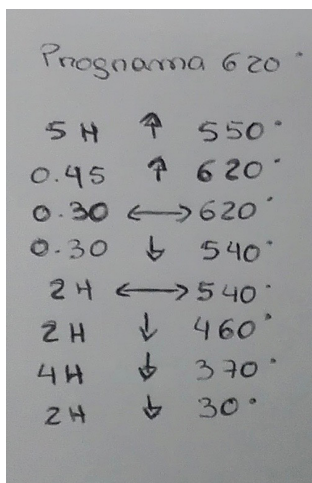 Programa 620°
5 H ↑ 550°
0.45 ↑ 620°
0.30 ⟷ 620°
0.30 ↓ 540°
2 H ⟷ 540°
2 H ↓ 460°
4 H ↓ 370°
2 H ↓ 30°